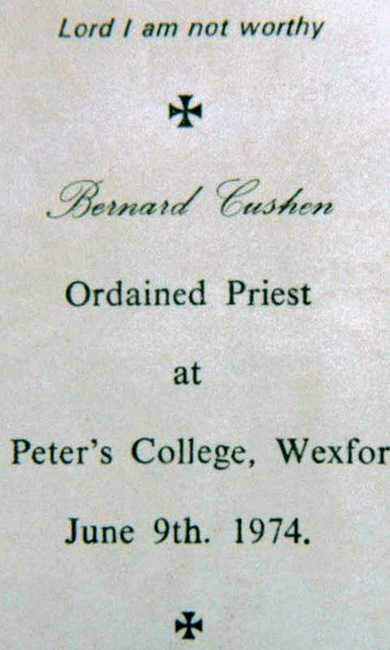 Lord I am not worthy
Bernard Cushen
Ordained Priest
at
Peter's College, Wexfor
June 9th. 1974.